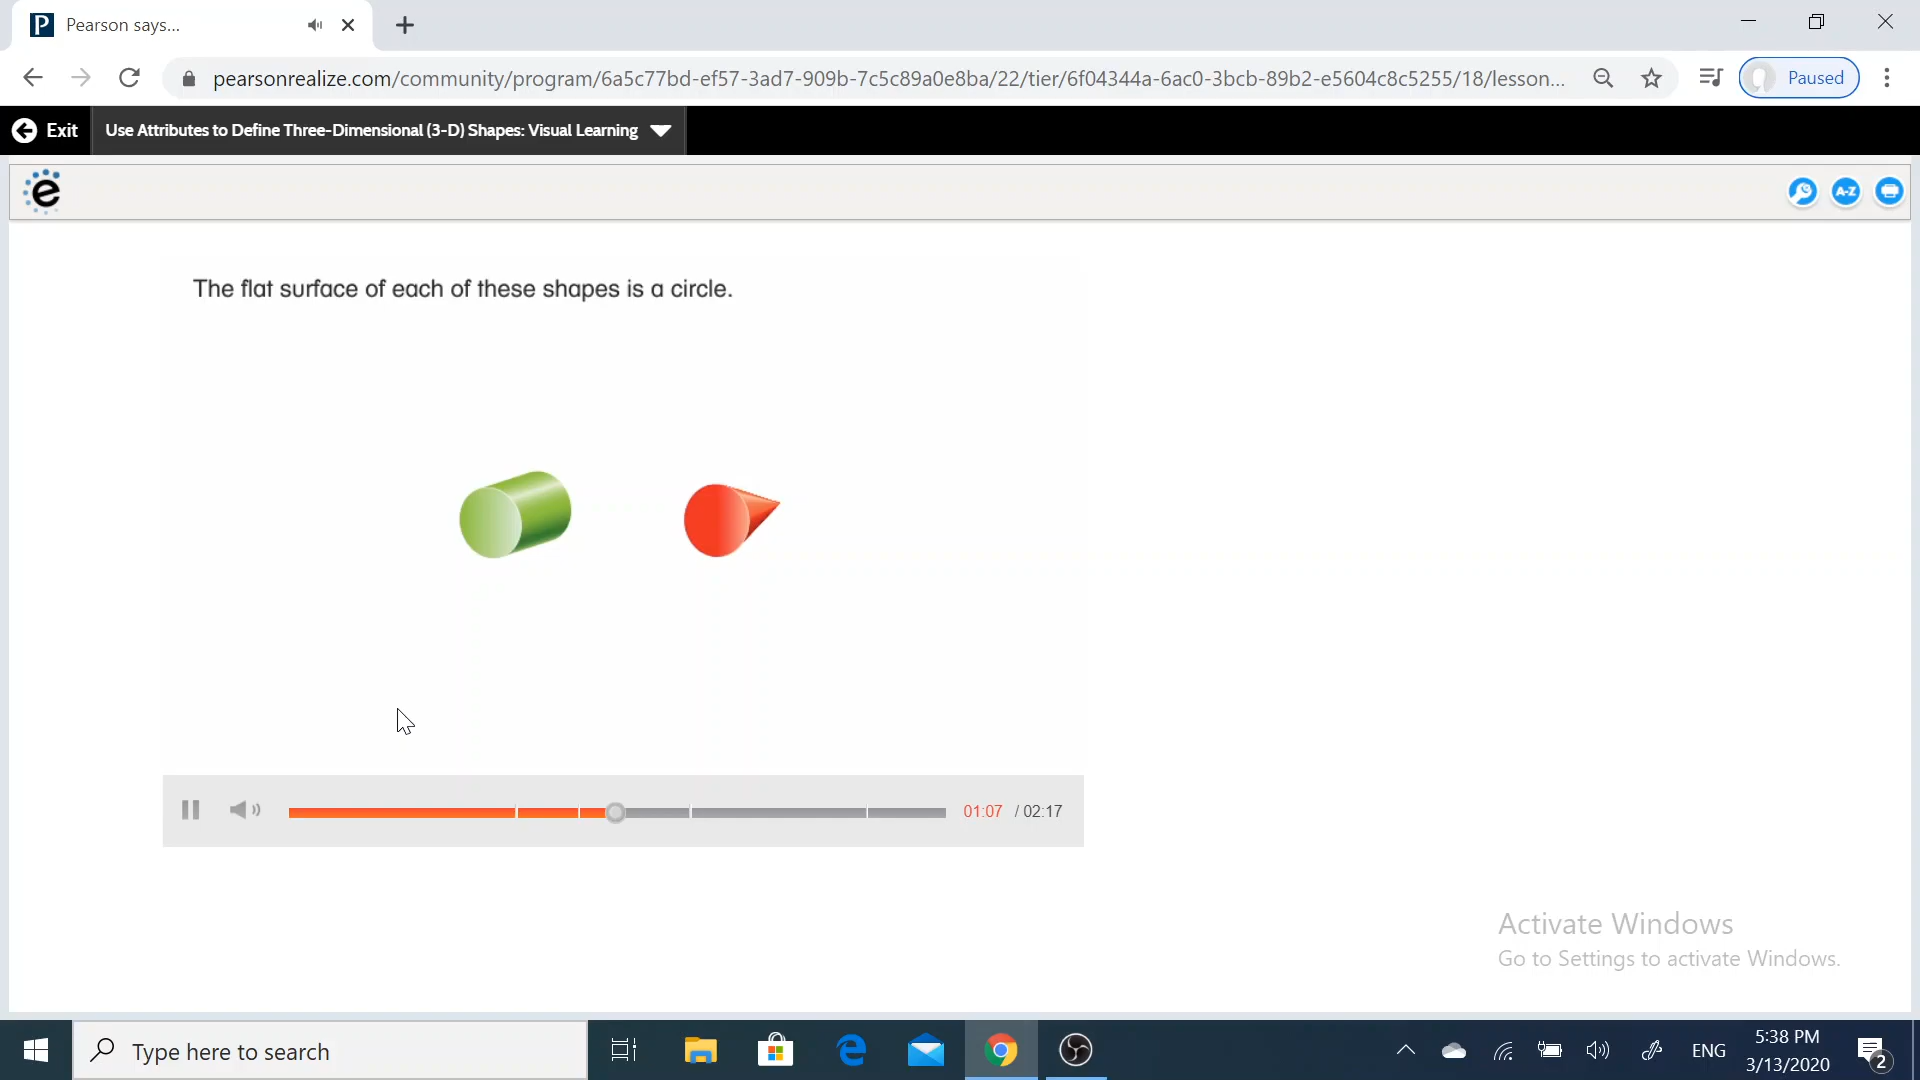 P Pearson says...
pearsonrealize.com/community/program/6a5c77bd-ef57-3ad7-909b-7c5c89a0e8ba/22/tier/6f04344a-6ac0-3bcb-89b2-e5604c8c5255/18/lesson...
Paused
Exit
Use Attributes to Define Three-Dimensional (3-D) Shapes: Visual Learning
e
A-Z
The flat surface of each of these shapes is a circle.
01:07 / 02:17
Activate Windows
Go to Settings to activate Windows.
Type here to search
ENG
5:38 PM
3/13/2020
2